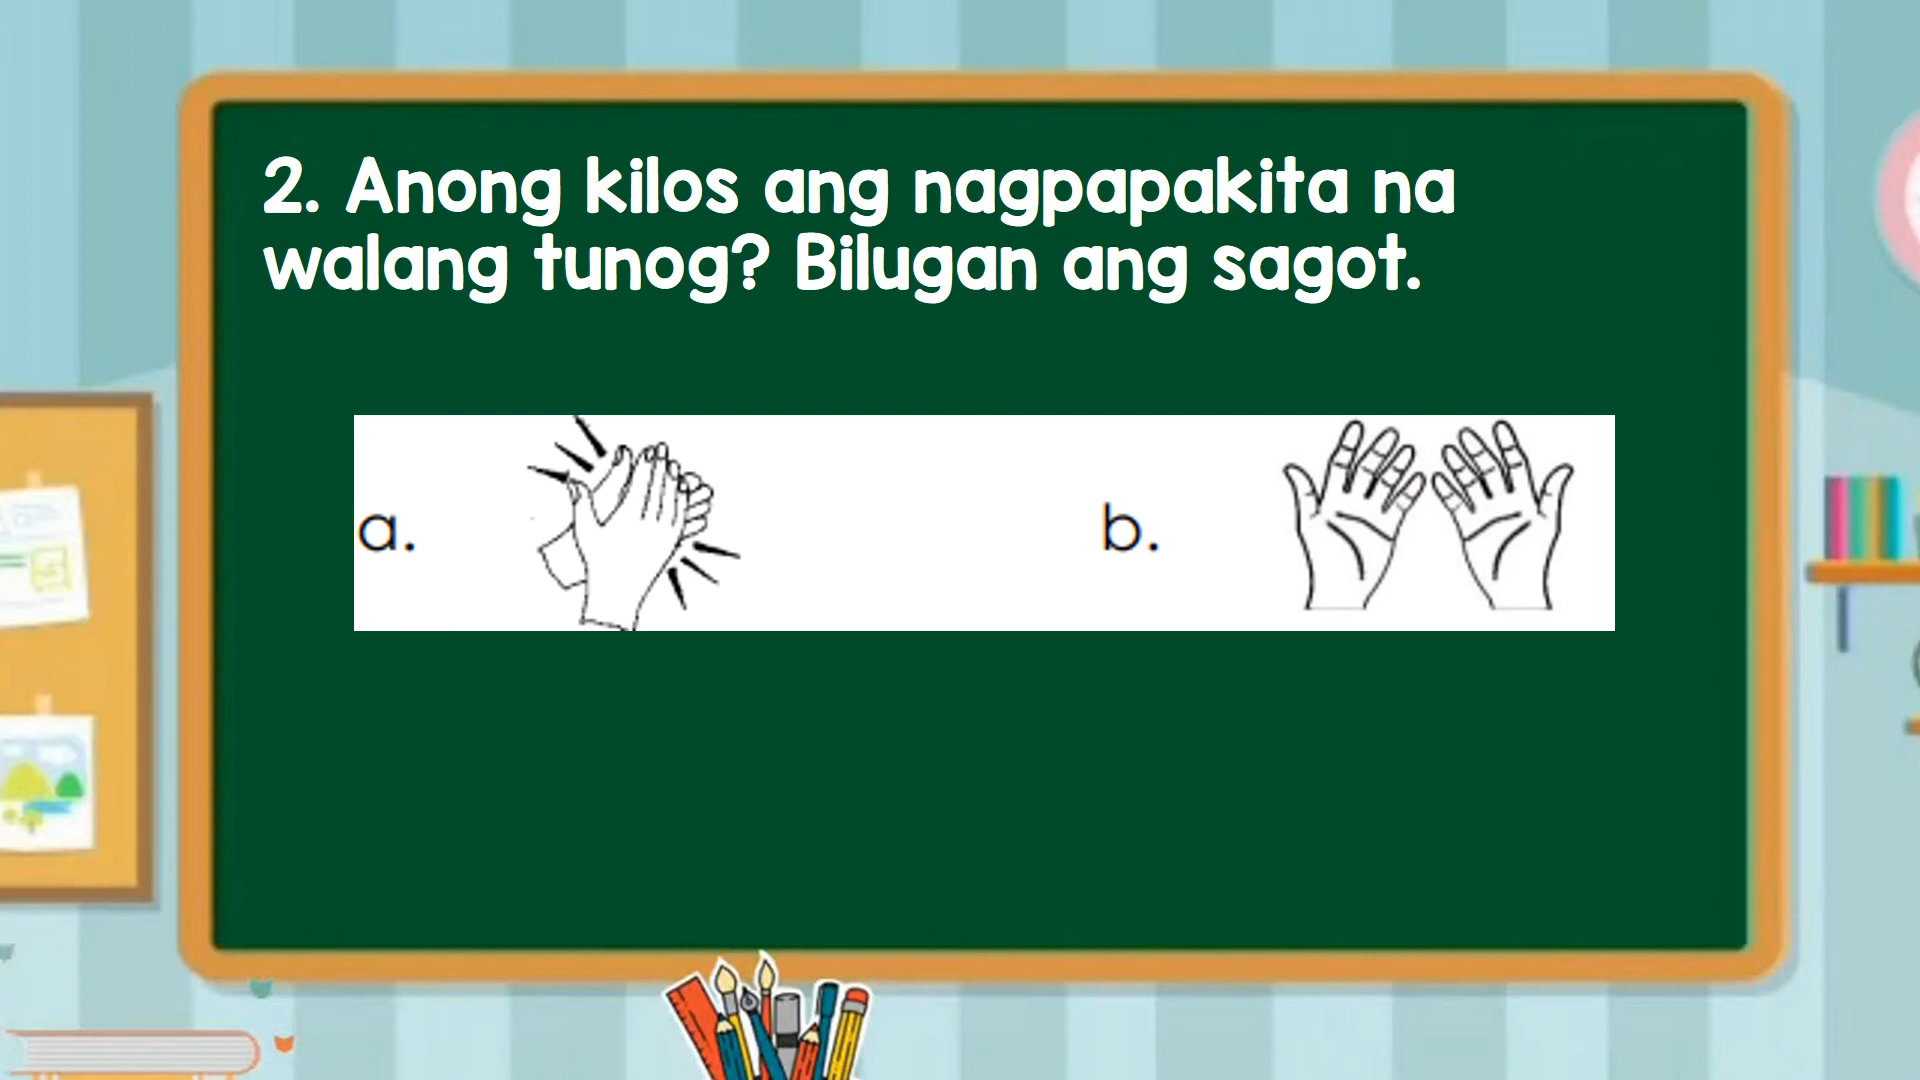 2. Anong kilos ang nagpapakita na
walang tunog? Bilugan ang sagot.
a.
b.